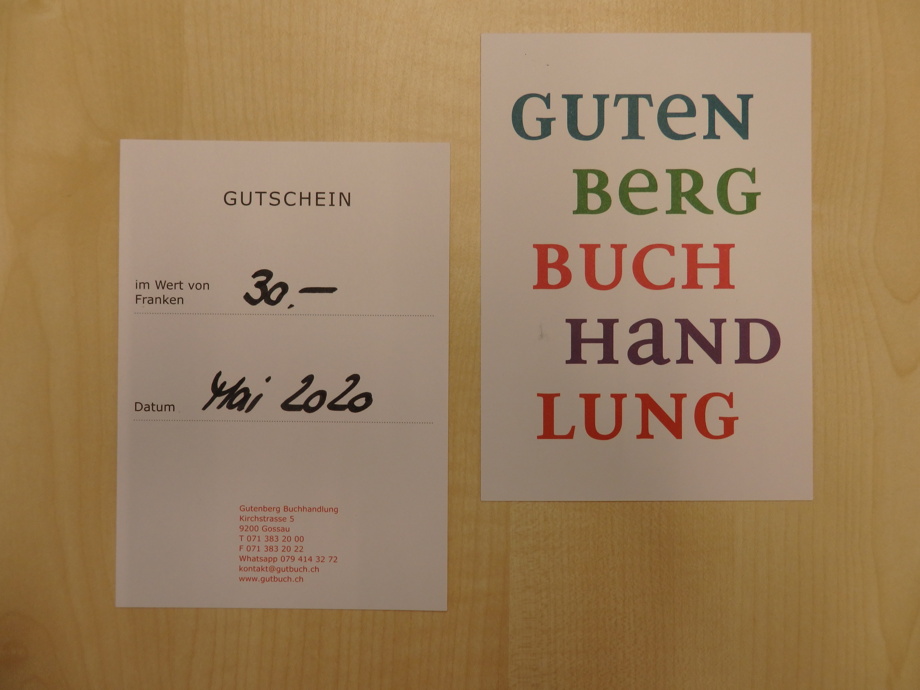 GUTSCHEIN
im Wert von
Franken 30.–
Datum Mai 2020
Gutenberg Buchhandlung
Kirchstrasse 5
9200 Gossau
T 071 383 20 00
F 071 383 20 22
Whatsapp 079 414 32 72
kontakt@gutbuch.ch
www.gutbuch.ch
GUTeN
BeRG
BUCH
HaND
LUNG